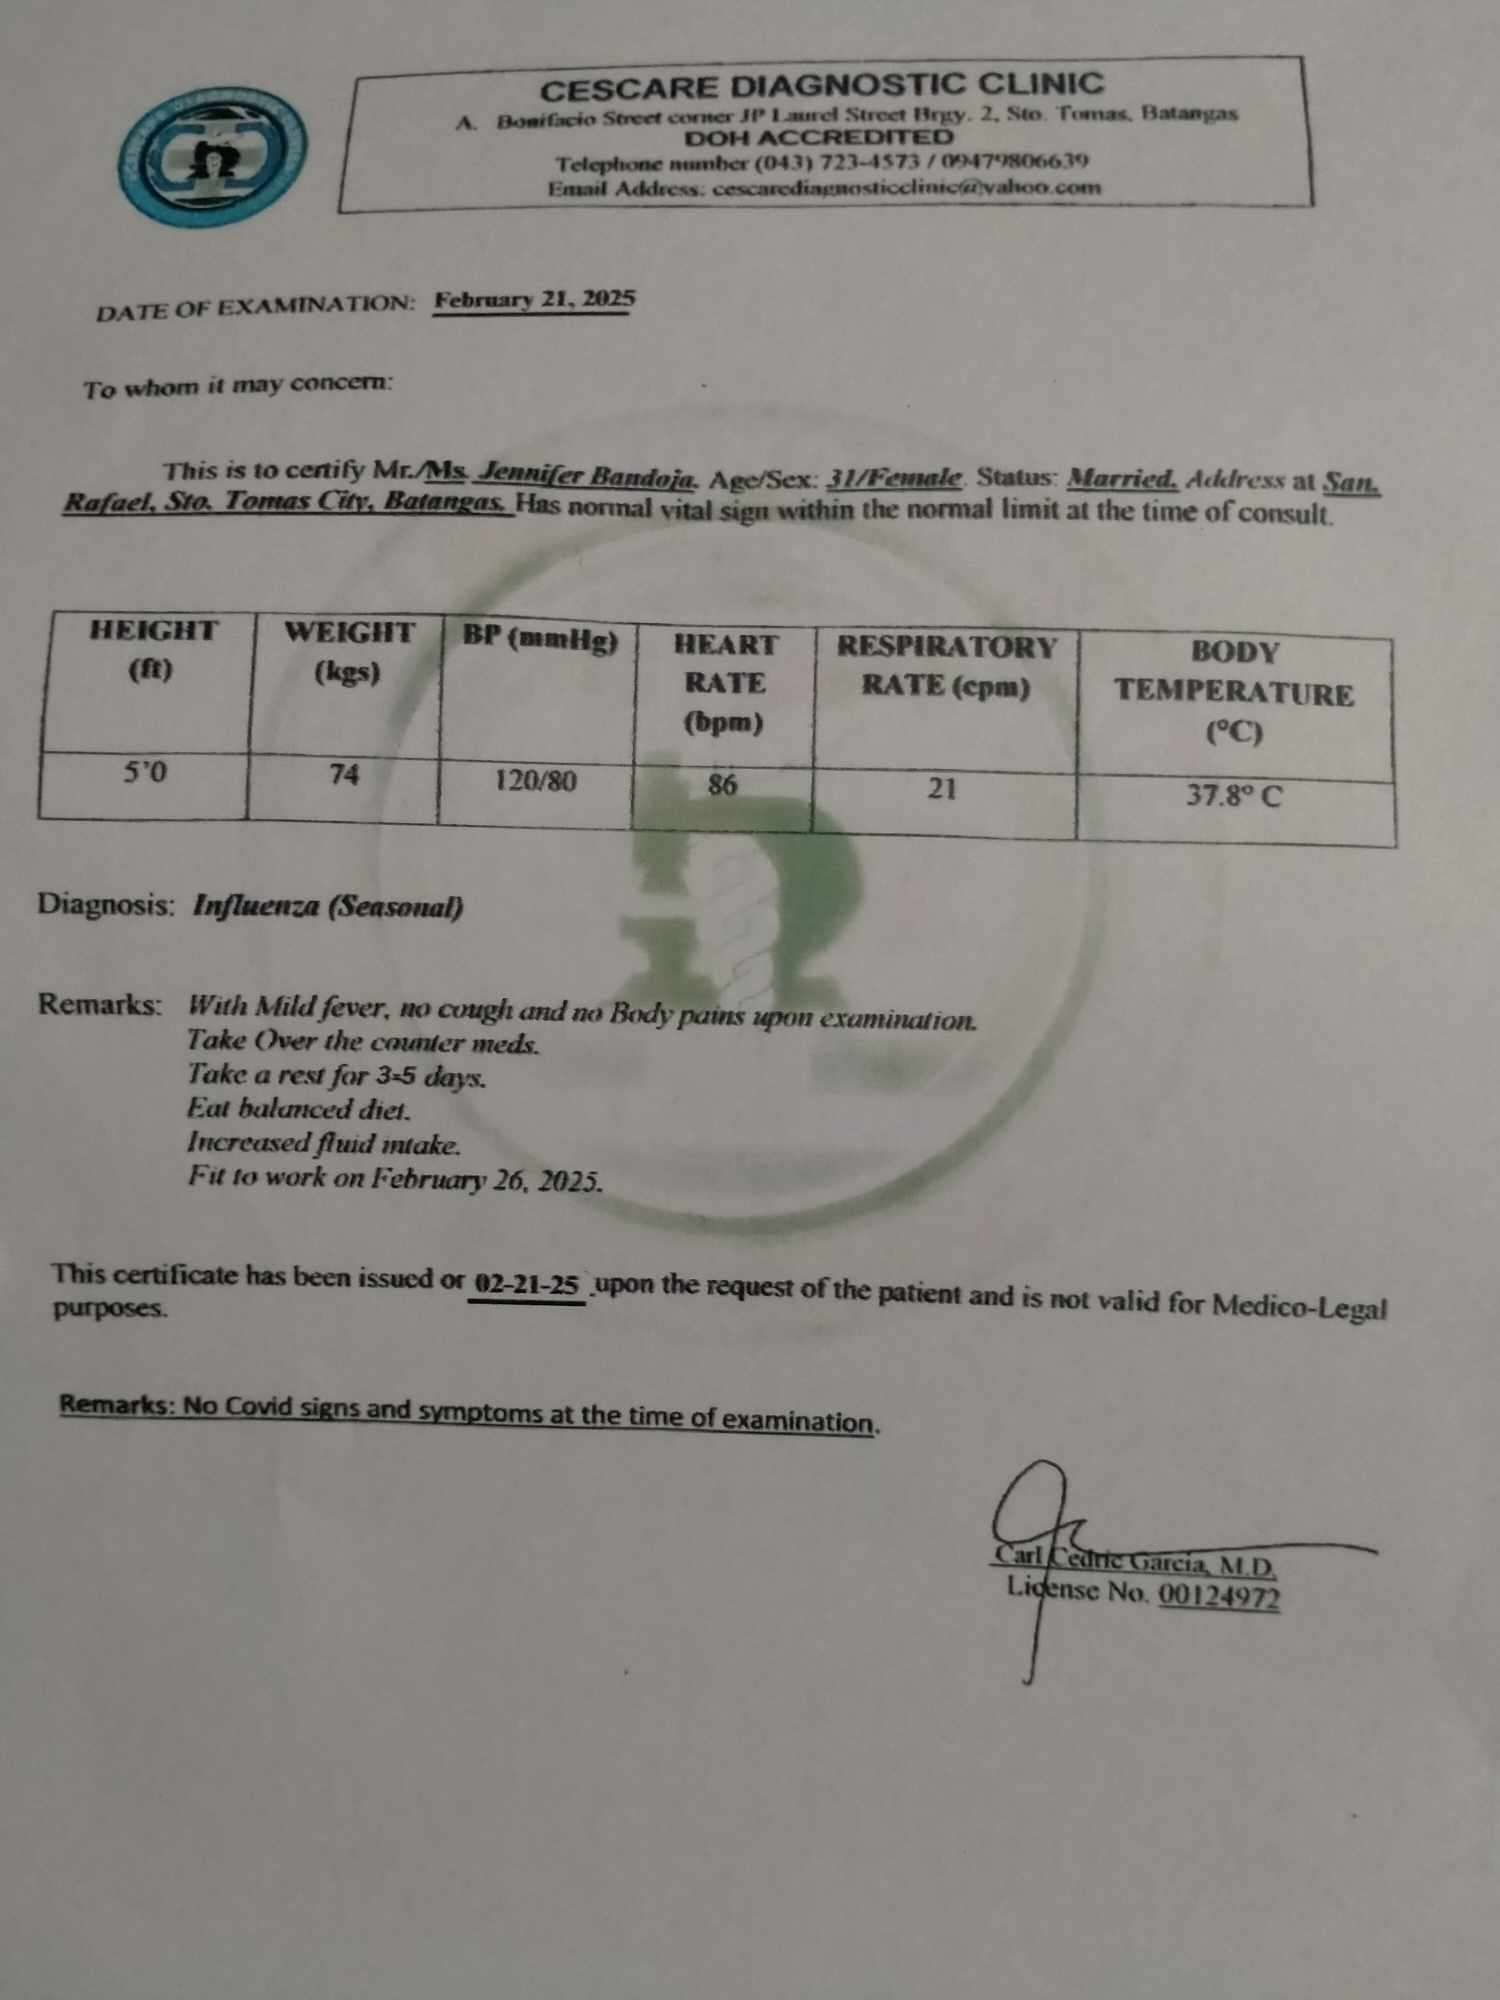 CESCARE DIAGNOSTIC CLINIC
A. Bonifacio Street corner JP Laurel Street Brgy. 2, Sto. Tomas, Batangas
DOH ACCREDITED
Telephone number (043) 723-4573 / 09479806639
Email Address: cescarediagnosticclinic@yahoo.com
DATE OF EXAMINATION: February 21, 2025
To whom it may concern:
This is to certify Mr./Ms. Jennifer Bandoja. Age/Sex: 31/Female. Status: Married. Address at San.
Rafael, Sto. Tomas City, Batangas. Has normal vital sign within the normal limit at the time of consult.
HEIGHT (ft) WEIGHT (kgs) BP (mmHg) HEART RATE (bpm) RESPIRATORY RATE (cpm) BODY TEMPERATURE (°C)
5'0 74 120/80 86 21 37.8° C
Diagnosis: Influenza (Seasonal)
Remarks: With Mild fever, no cough and no Body pains upon examination.
Take Over the counter meds.
Take a rest for 3-5 days.
Eat balanced diet.
Increased fluid intake.
Fit to work on February 26, 2025.
This certificate has been issued or 02-21-25 upon the request of the patient and is not valid for Medico-Legal
purposes.
Remarks: No Covid signs and symptoms at the time of examination.
Carl Cedric Garcia, M.D.
License No. 00124972